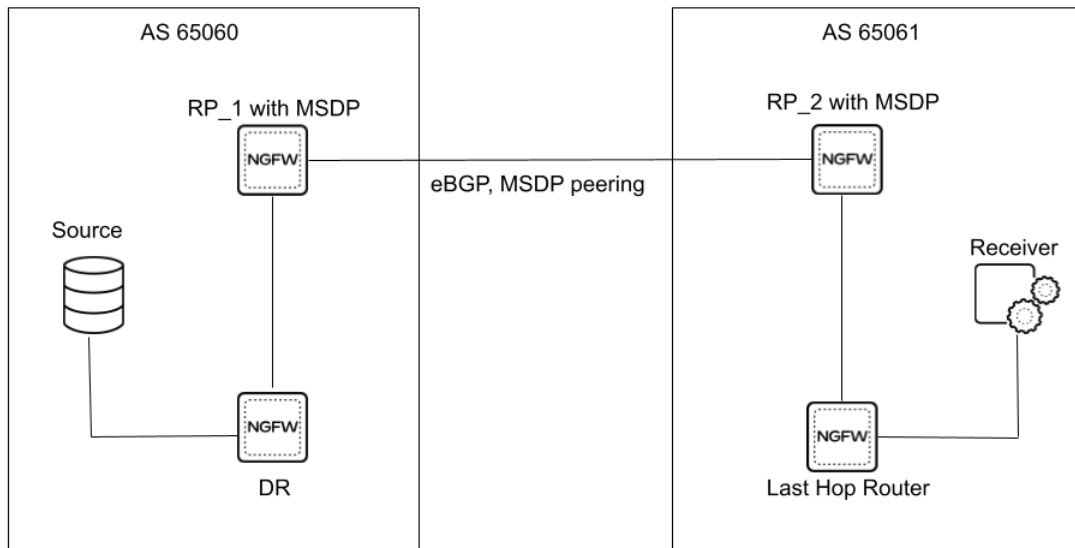 AS 65060
AS 65061
RP_1 with MSDP
RP_2 with MSDP
NGFW
NGFW
eBGP, MSDP peering
Source
Receiver
NGFW
NGFW
DR
Last Hop Router